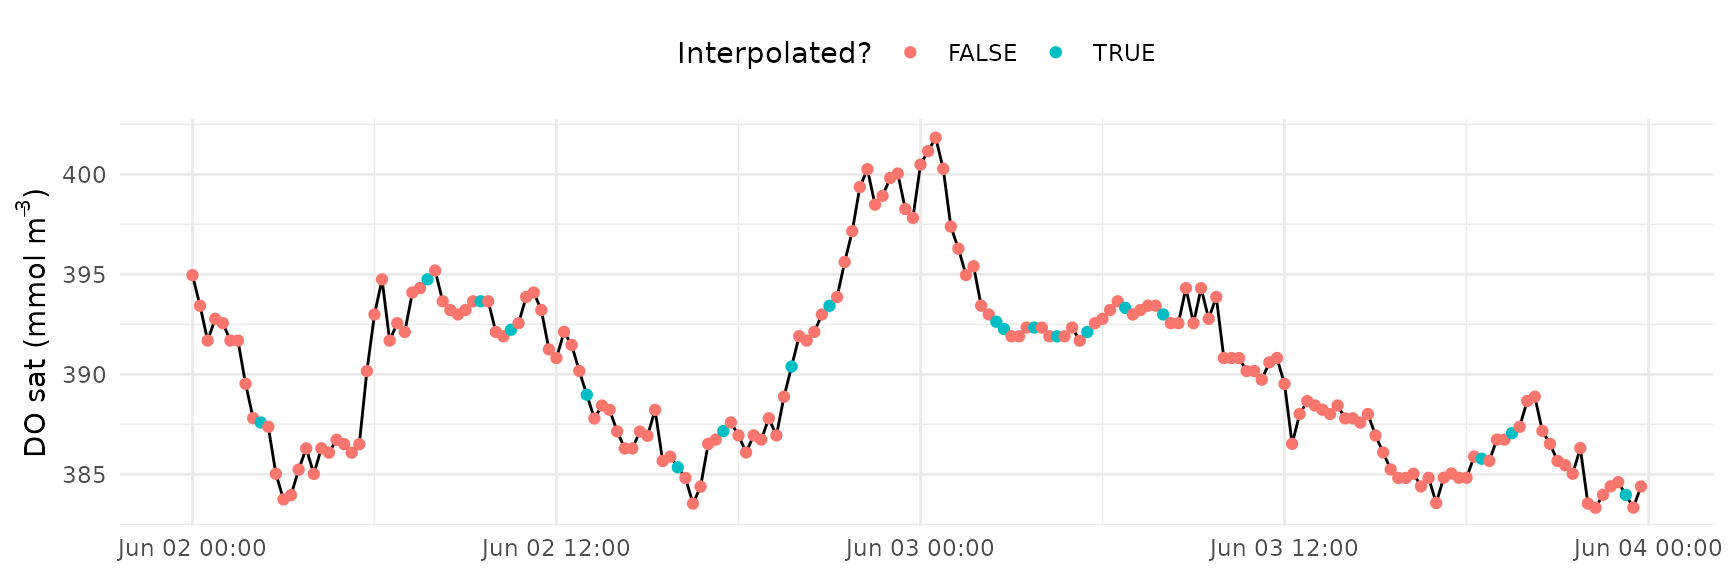 Interpolated? FALSE TRUE
DO sat (mmol m⁻³)
400
395
390
385
Jun 02 00:00 Jun 02 12:00 Jun 03 00:00 Jun 03 12:00 Jun 04 00:00